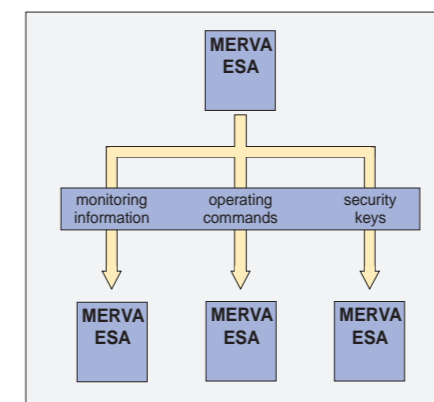 MERVA
ESA
monitoring
information
operating
commands
security
keys
MERVA
ESA
MERVA
ESA
MERVA
ESA